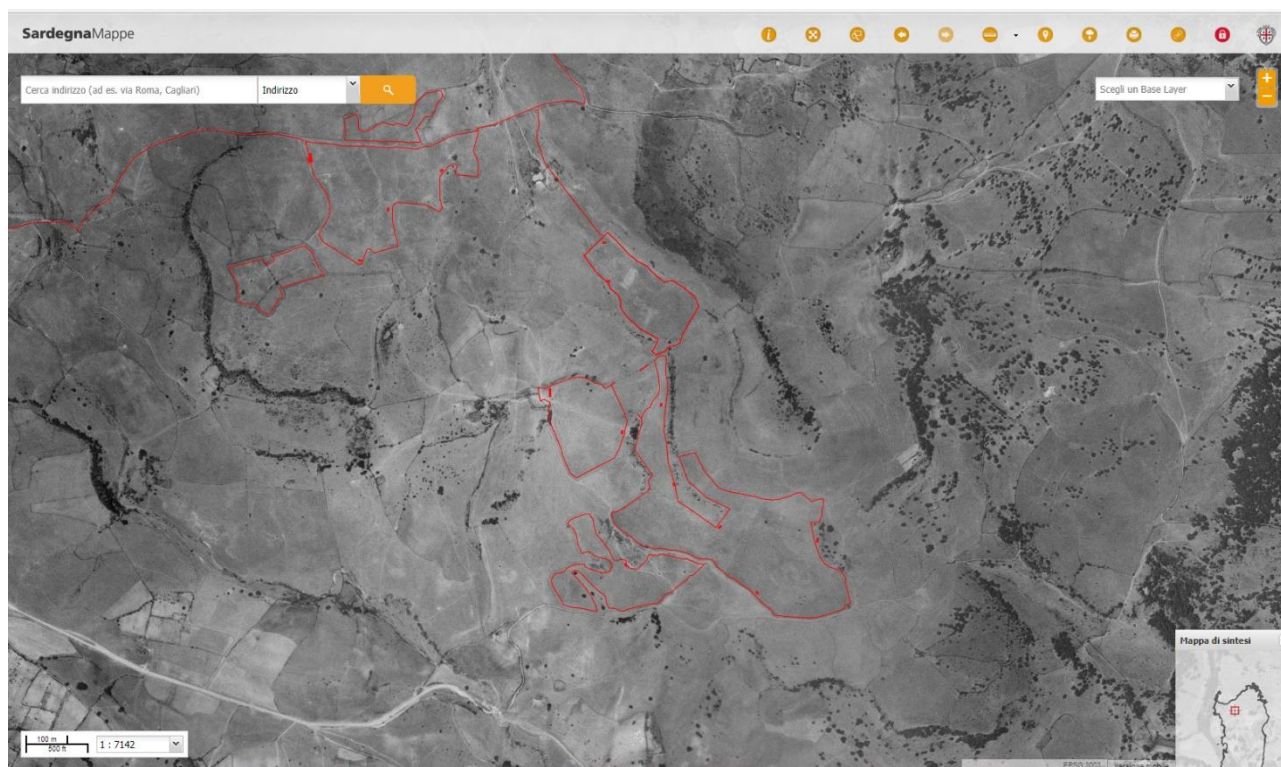 SardegnaMappe
Cerca indirizzo (ad es. via Roma, Cagliari)
Indirizzo
Scegli un Base Layer
+
−
Mappa di sintesi
100 m
500 ft
1 : 7142